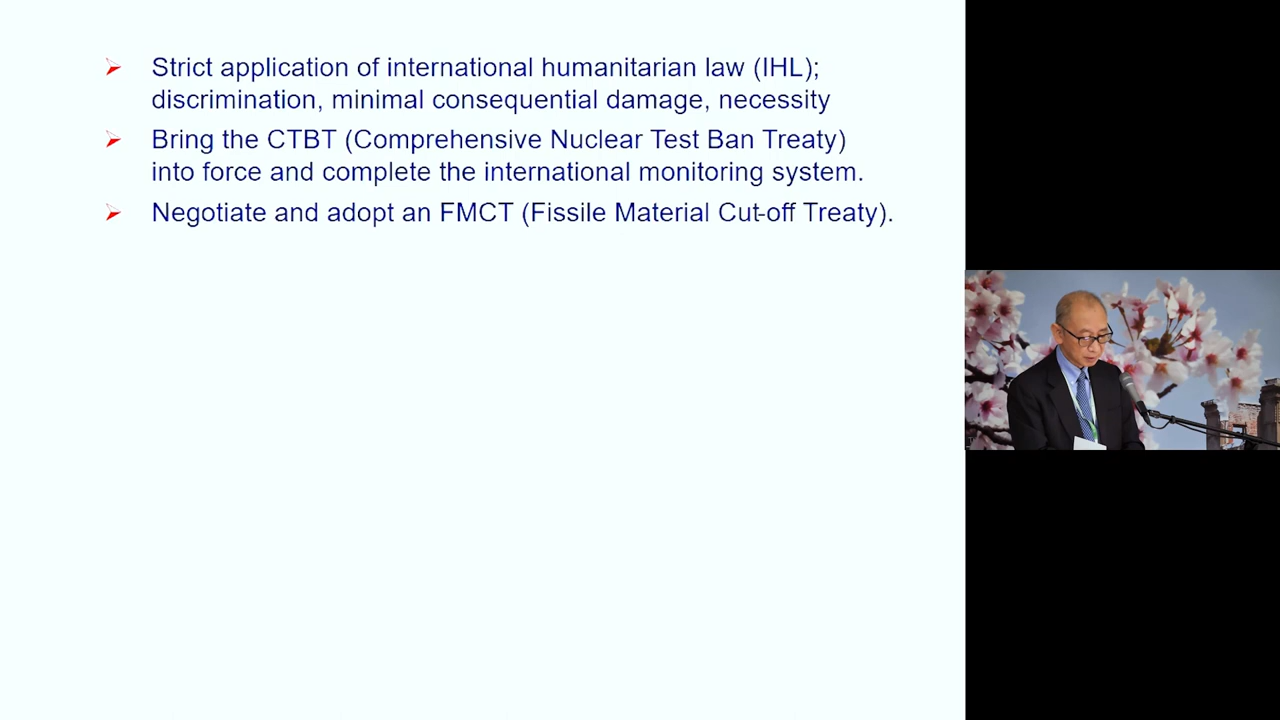 Strict application of international humanitarian law (IHL);
discrimination, minimal consequential damage, necessity
Bring the CTBT (Comprehensive Nuclear Test Ban Treaty)
into force and complete the international monitoring system.
Negotiate and adopt an FMCT (Fissile Material Cut-off Treaty).